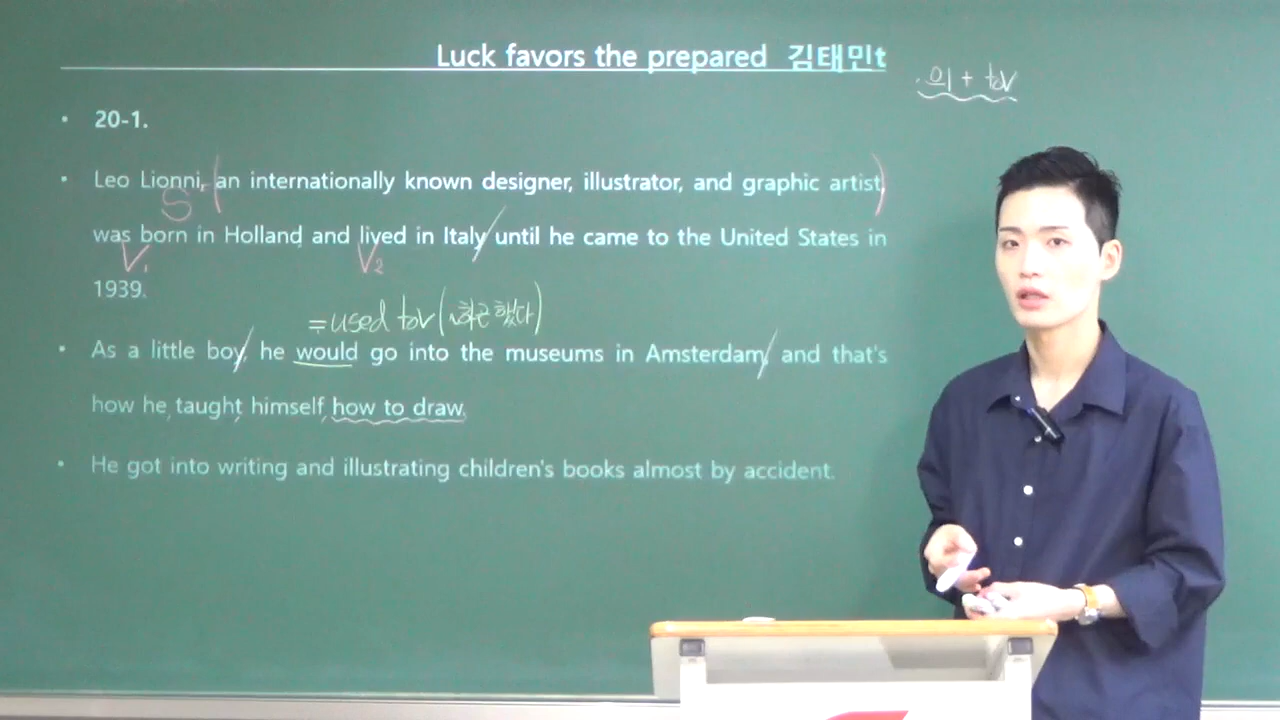 Luck favors the prepared 김태민t
·의 + toV
• 20-1.
• Leo Lionni, (an internationally known designer, illustrator, and graphic artist,)
S
was born in Holland and lived in Italy / until he came to the United States in
V₁ V₂
1939.
= used toV (~하곤 했다)
• As a little boy, / he would go into the museums in Amsterdam, / and that's
how he taught himself how to draw.
• He got into writing and illustrating children's books almost by accident.